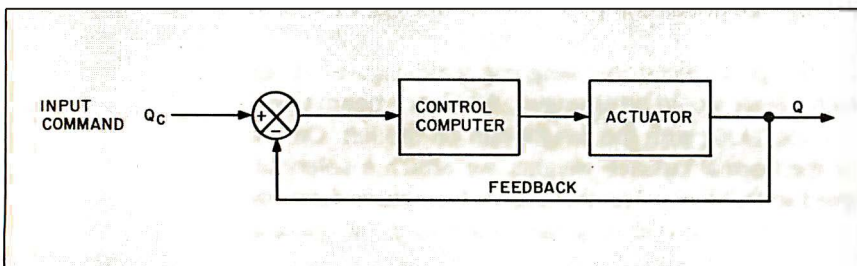 INPUT
COMMAND
Qc
+
−
CONTROL
COMPUTER
ACTUATOR
Q
FEEDBACK